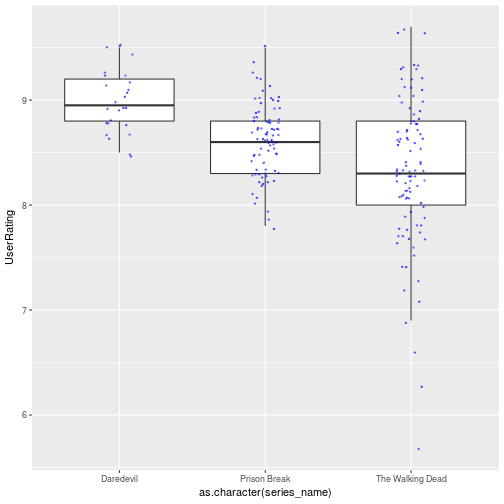 UserRating
9
8
7
6
Daredevil Prison Break The Walking Dead
as.character(series_name)